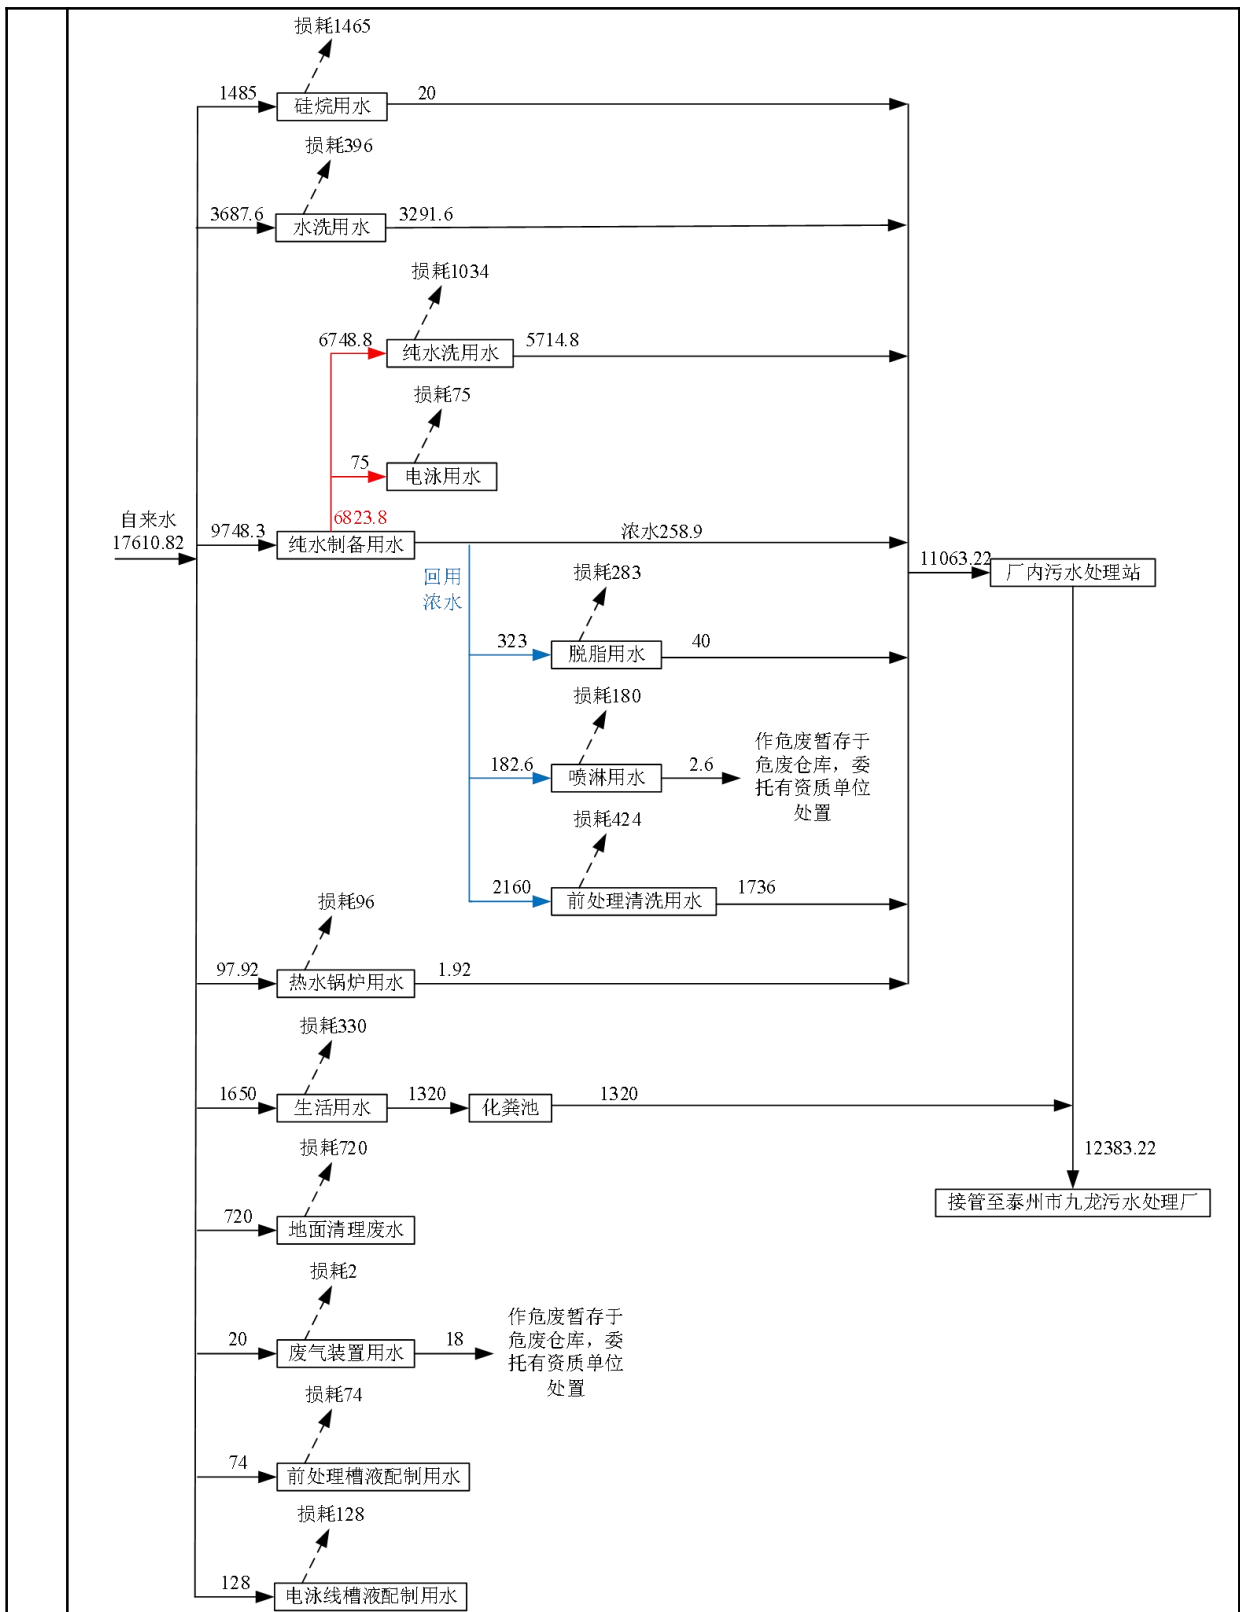 损耗1465
1485
硅烷用水
20
损耗396
3687.6
水洗用水
3291.6
损耗1034
6748.8
纯水洗用水
5714.8
损耗75
75
电泳用水
6823.8
自来水
17610.82
9748.3
纯水制备用水
浓水258.9
11063.22
厂内污水处理站
回用
浓水
损耗283
323
脱脂用水
40
损耗180
182.6
喷淋用水
2.6
作危废暂存于
危废仓库，委
托有资质单位
处置
损耗424
2160
前处理清洗用水
1736
损耗96
97.92
热水锅炉用水
1.92
损耗330
1650
生活用水
1320
化粪池
1320
12383.22
接管至泰州市九龙污水处理厂
损耗720
720
地面清理废水
损耗2
20
废气装置用水
18
作危废暂存于
危废仓库，委
托有资质单位
处置
损耗74
74
前处理槽液配制用水
损耗128
128
电泳线槽液配制用水